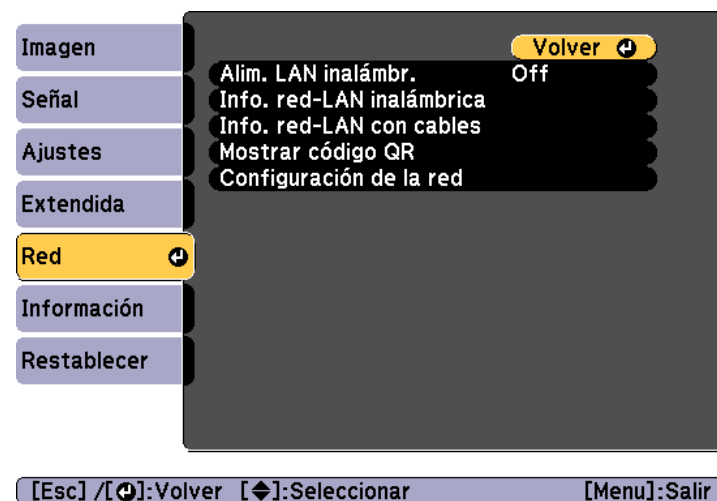 Imagen
Señal
Ajustes
Extendida
Red
Información
Restablecer
Volver
Alim. LAN inalámbr. Off
Info. red-LAN inalámbrica
Info. red-LAN con cables
Mostrar código QR
Configuración de la red
[Esc] /[⏎]:Volver [◆]:Seleccionar [Menu]:Salir